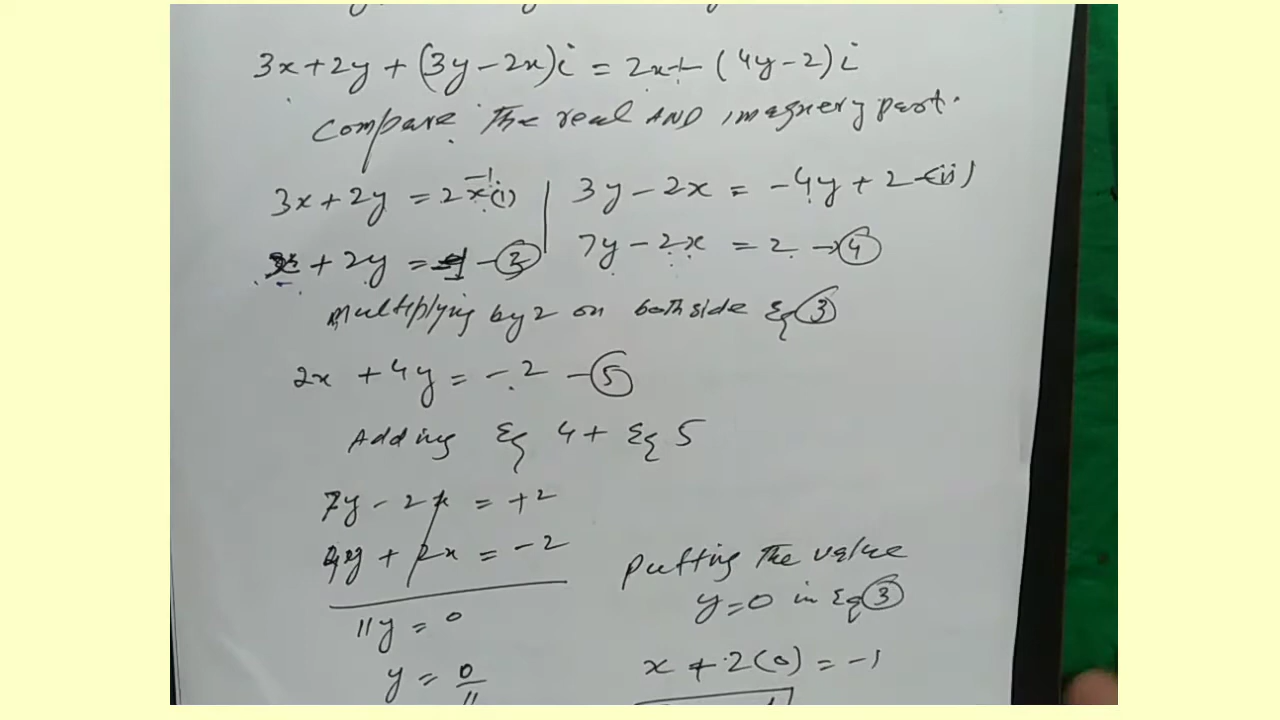 3x + 2y + (3y - 2x) i = 2x - (4y - 2) i
Compare The real AND imagnery part.
3x + 2y = 2x - 1 (i)
3y - 2x = -4y + 2 - (ii)
x + 2y = -1 - 3
7y - 2x = 2 → 4
Multiplying by 2 on both side Eq 3
2x + 4y = -2 - 5
Adding Eq 4 + Eq 5
7y - 2x = +2
4y + 2x = -2
11y = 0
y = 0/11
putting The value
y = 0 in Eq 3
x + 2(0) = -1